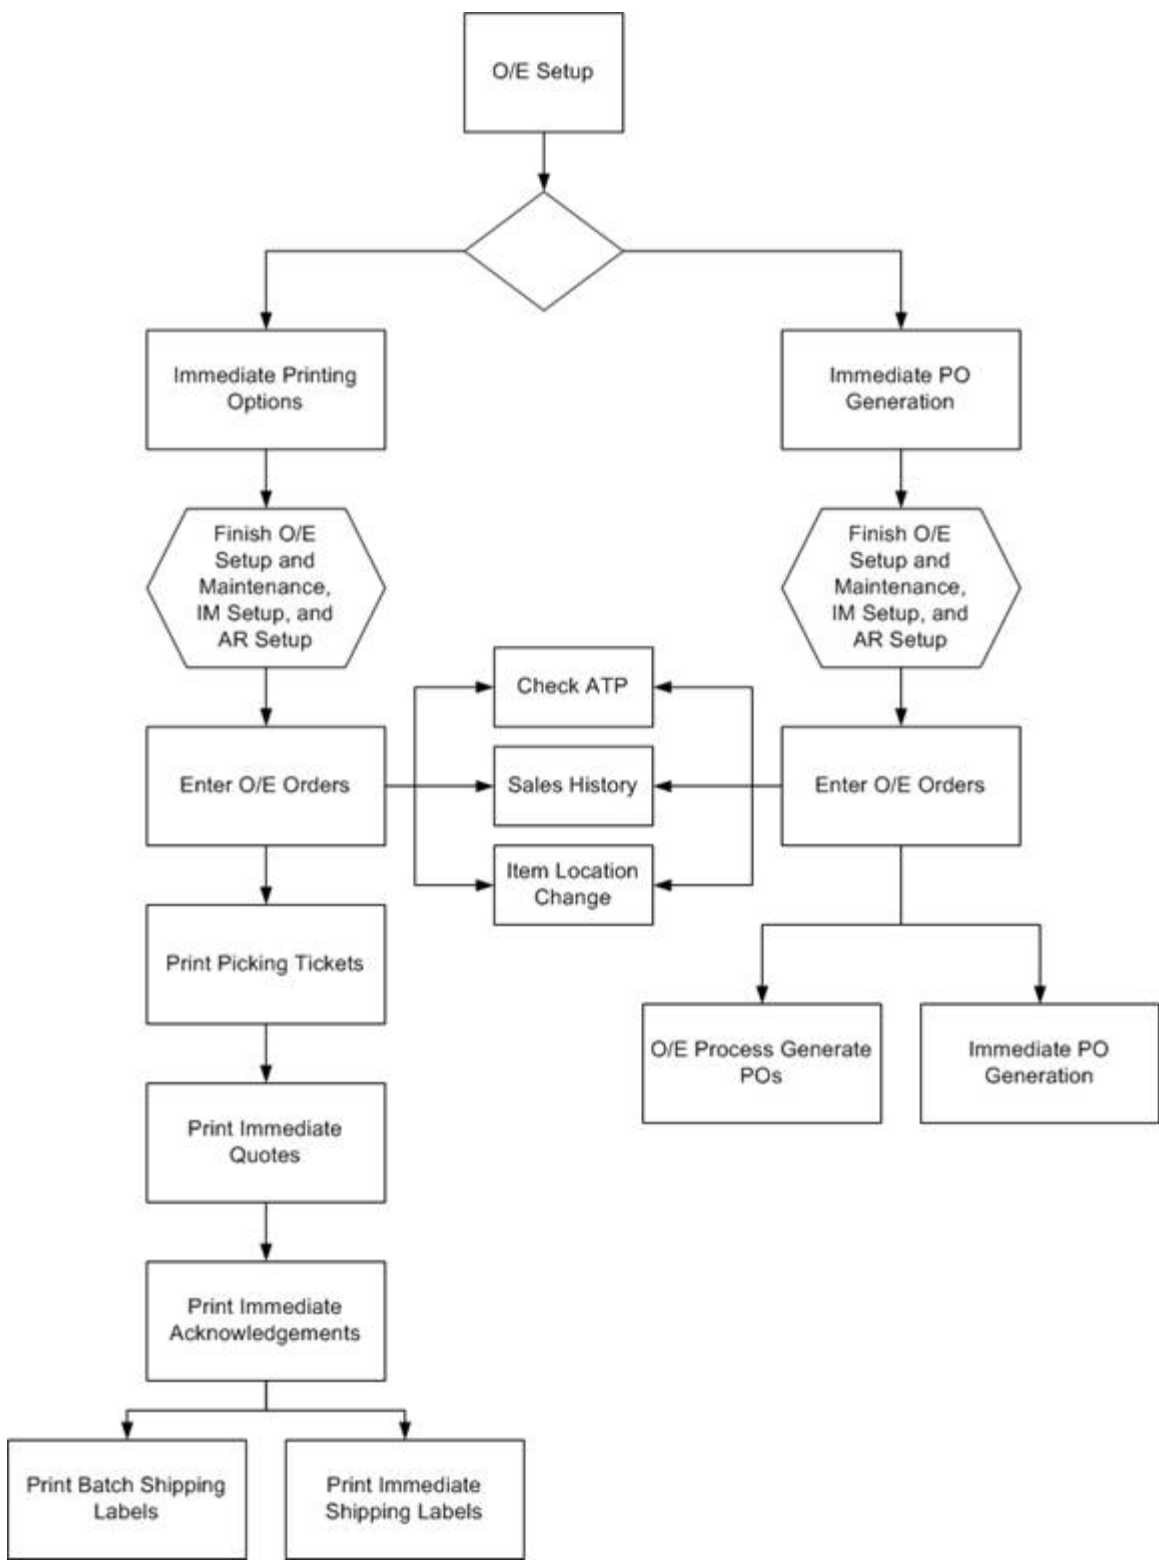 O/E Setup
Immediate Printing
Options
Immediate PO
Generation
Finish O/E
Setup and
Maintenance,
IM Setup, and
AR Setup
Finish O/E
Setup and
Maintenance,
IM Setup, and
AR Setup
Check ATP
Enter O/E Orders
Sales History
Enter O/E Orders
Item Location
Change
Print Picking Tickets
O/E Process Generate
POs
Immediate PO
Generation
Print Immediate
Quotes
Print Immediate
Acknowledgements
Print Batch Shipping
Labels
Print Immediate
Shipping Labels